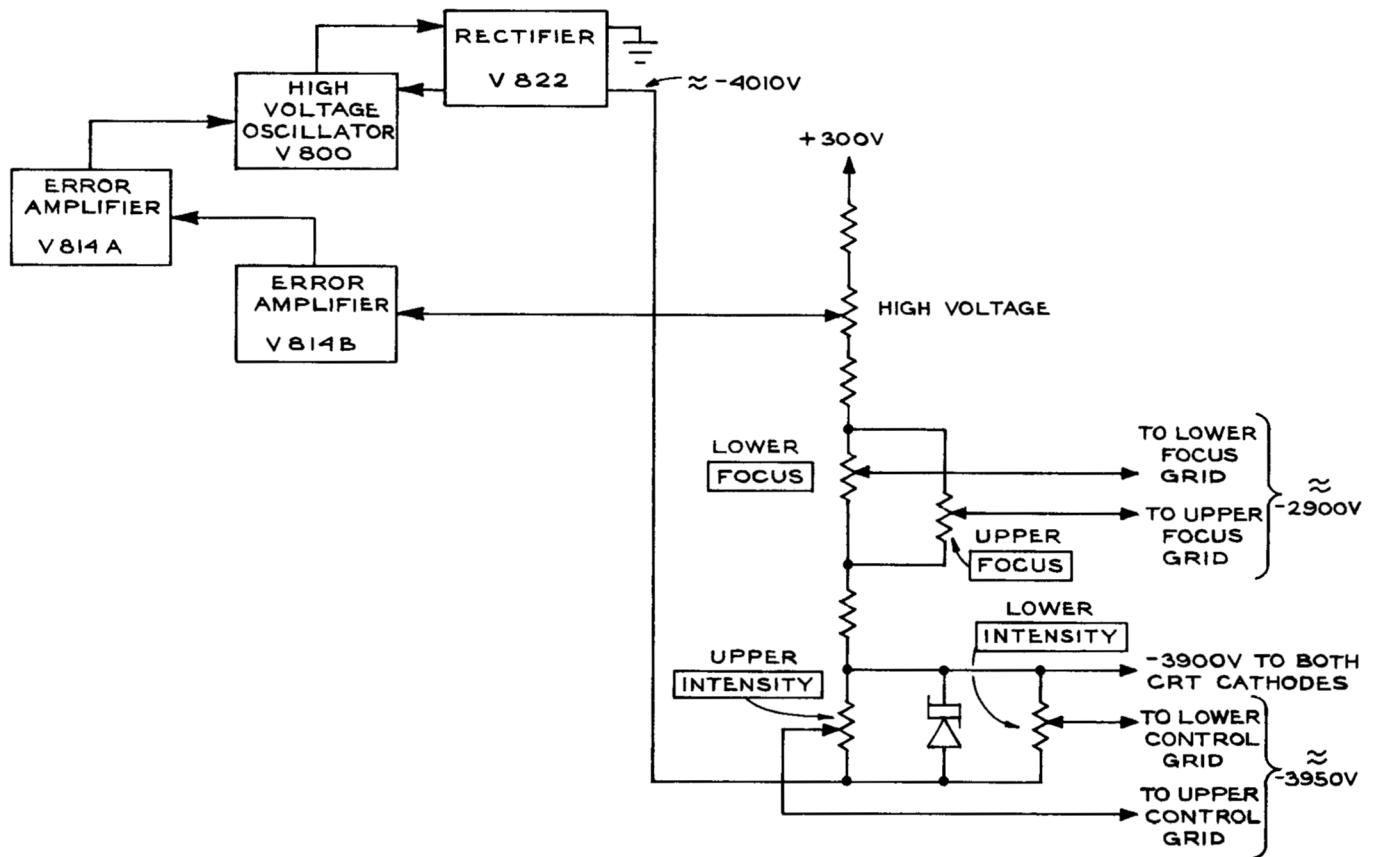 RECTIFIER
V 822
≈ -4010V
HIGH
VOLTAGE
OSCILLATOR
V 800
+300V
ERROR
AMPLIFIER
V 814 A
ERROR
AMPLIFIER
V 814B
HIGH VOLTAGE
LOWER
FOCUS
TO LOWER
FOCUS
GRID
TO UPPER
FOCUS
GRID
≈
-2900V
UPPER
FOCUS
LOWER
INTENSITY
UPPER
INTENSITY
-3900V TO BOTH
CRT CATHODES
TO LOWER
CONTROL
GRID
TO UPPER
CONTROL
GRID
≈
-3950V